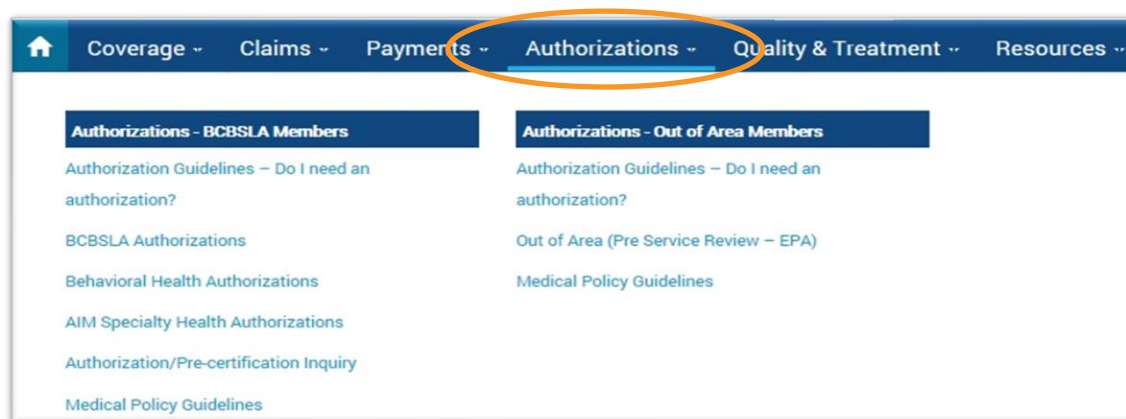 Coverage Claims Payments Authorizations Quality & Treatment Resources
Authorizations - BCBSLA Members
Authorization Guidelines – Do I need an
authorization?
BCBSLA Authorizations
Behavioral Health Authorizations
AIM Specialty Health Authorizations
Authorization/Pre-certification Inquiry
Medical Policy Guidelines
Authorizations - Out of Area Members
Authorization Guidelines – Do I need an
authorization?
Out of Area (Pre Service Review – EPA)
Medical Policy Guidelines